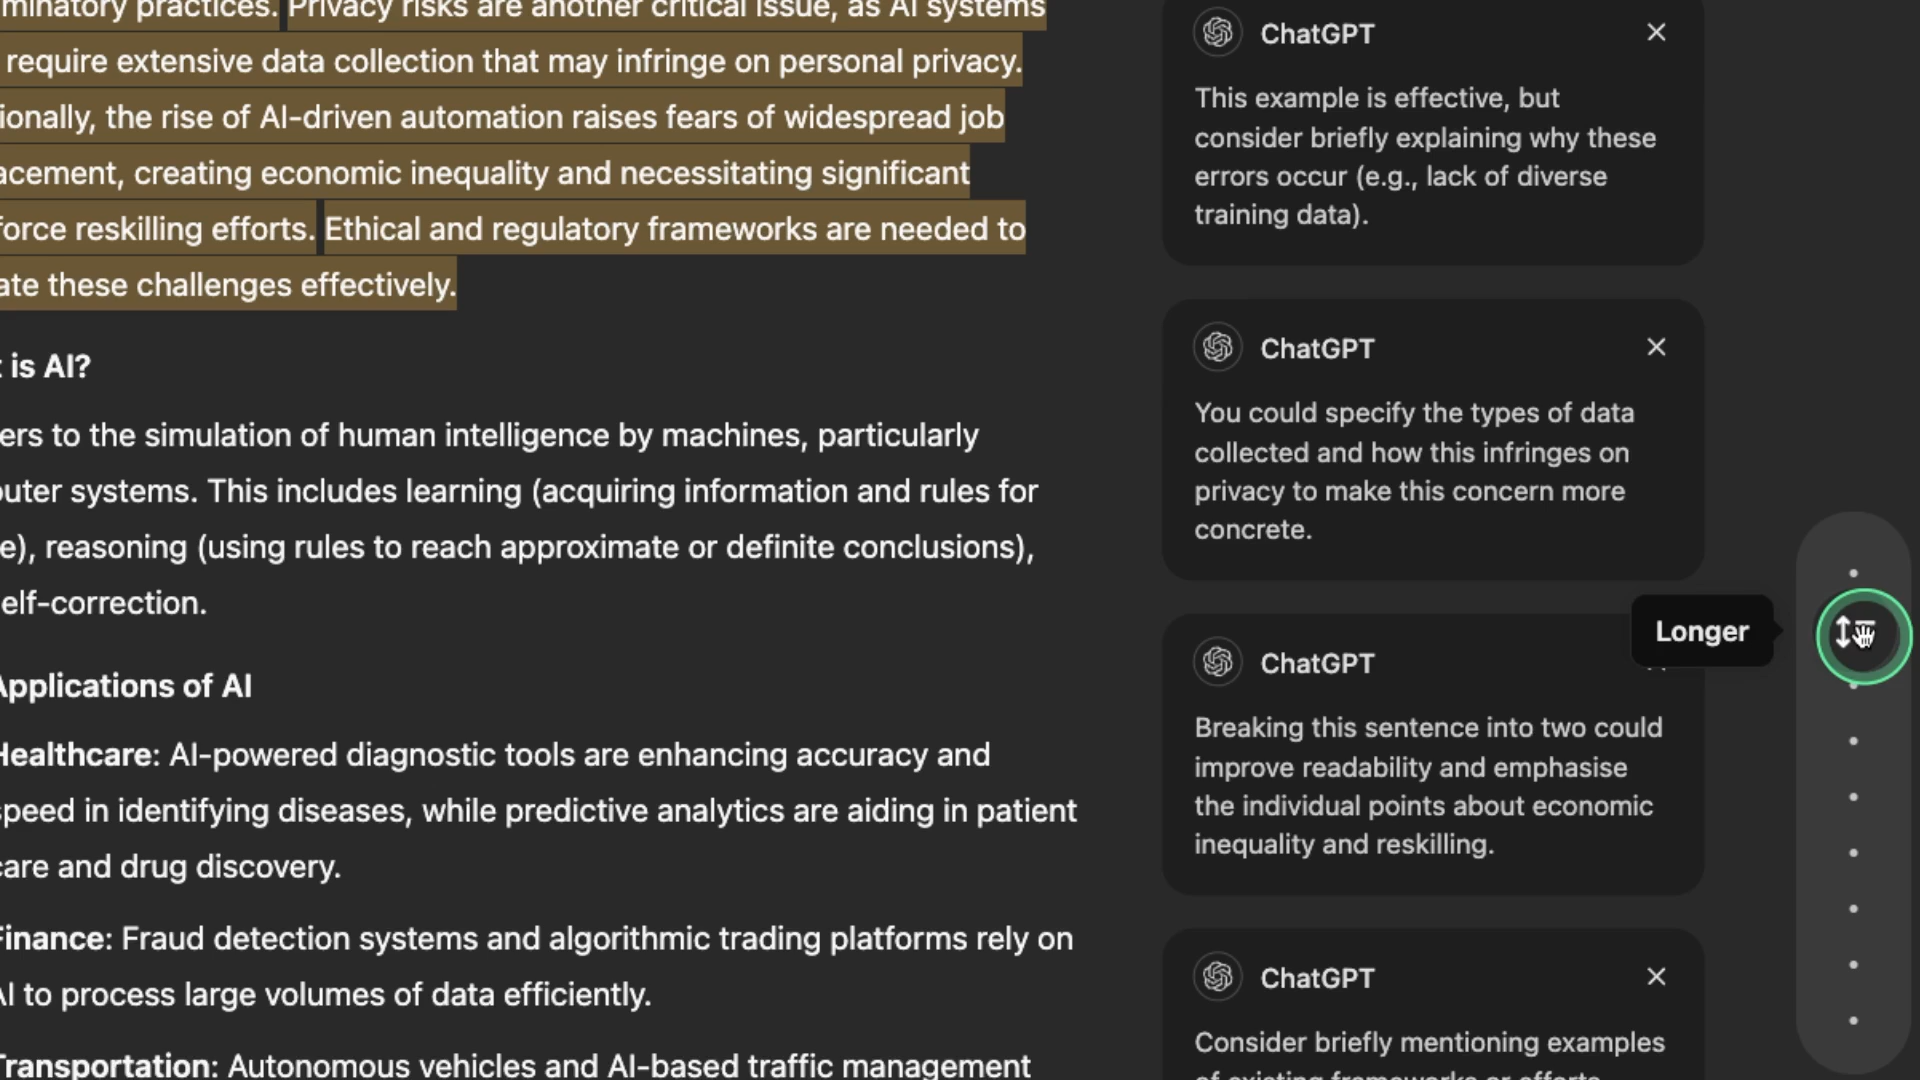 minatory practices. Privacy risks are another critical issue, as AI systems
require extensive data collection that may infringe on personal privacy.
ionally, the rise of AI-driven automation raises fears of widespread job
acement, creating economic inequality and necessitating significant
force reskilling efforts. Ethical and regulatory frameworks are needed to
ate these challenges effectively.
t is AI?
ers to the simulation of human intelligence by machines, particularly
outer systems. This includes learning (acquiring information and rules for
e), reasoning (using rules to reach approximate or definite conclusions),
elf-correction.
Applications of AI
Healthcare: AI-powered diagnostic tools are enhancing accuracy and
speed in identifying diseases, while predictive analytics are aiding in patient
care and drug discovery.
Finance: Fraud detection systems and algorithmic trading platforms rely on
AI to process large volumes of data efficiently.
Transportation: Autonomous vehicles and AI-based traffic management
ChatGPT
This example is effective, but
consider briefly explaining why these
errors occur (e.g., lack of diverse
training data).
ChatGPT
You could specify the types of data
collected and how this infringes on
privacy to make this concern more
concrete.
Longer
ChatGPT
Breaking this sentence into two could
improve readability and emphasise
the individual points about economic
inequality and reskilling.
ChatGPT
Consider briefly mentioning examples
of existing frameworks or efforts